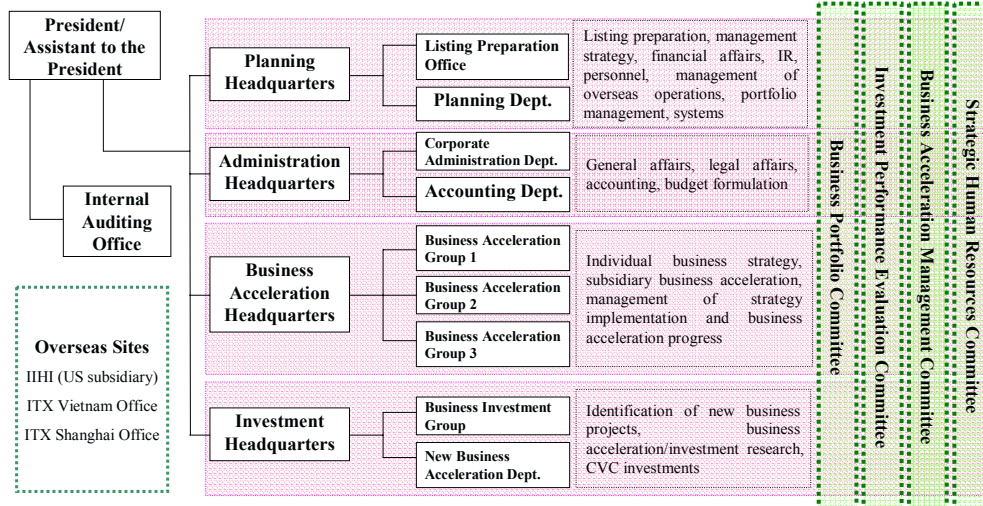 President/
Assistant to the
President
Internal
Auditing
Office
Overseas Sites
IIHI (US subsidiary)
ITX Vietnam Office
ITX Shanghai Office
Planning
Headquarters
Listing Preparation
Office
Planning Dept.
Listing preparation, management
strategy, financial affairs, IR,
personnel, management of
overseas operations, portfolio
management, systems
Administration
Headquarters
Corporate
Administration Dept.
Accounting Dept.
General affairs, legal affairs,
accounting, budget formulation
Business
Acceleration
Headquarters
Business Acceleration
Group 1
Business Acceleration
Group 2
Business Acceleration
Group 3
Individual business strategy,
subsidiary business acceleration,
management of strategy
implementation and business
acceleration progress
Investment
Headquarters
Business Investment
Group
New Business
Acceleration Dept.
Identification of new business
projects, business
acceleration/investment research,
CVC investments
Business Portfolio Committee
Investment Performance Evaluation Committee
Business Acceleration Management Committee
Strategic Human Resources Committee